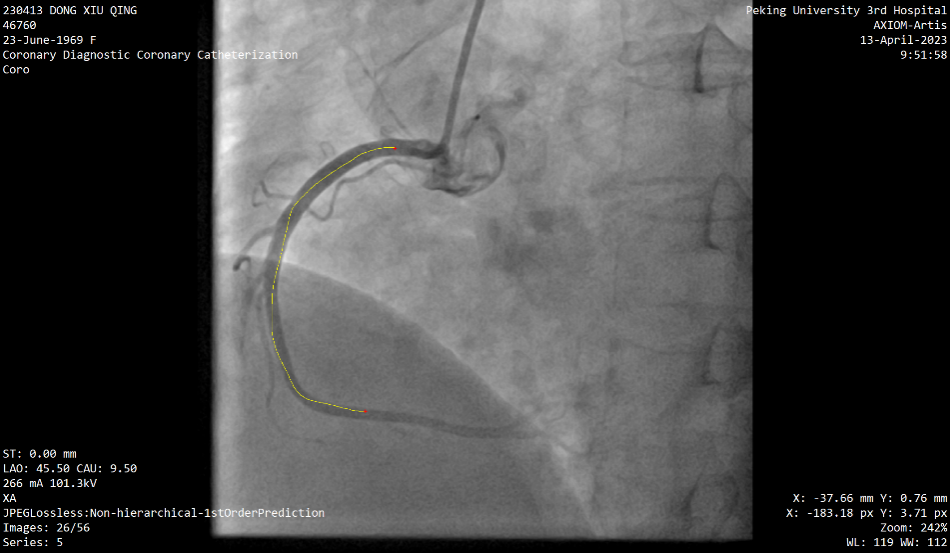 230413 DONG XIU QING
46760
23-June-1969 F
Coronary Diagnostic Coronary Catheterization
Coro
Peking University 3rd Hospital
AXIOM-Artis
13-April-2023
9:51:58
ST: 0.00 mm
LAO: 45.50 CAU: 9.50
266 mA 101.3kV
XA
JPEGLossless:Non-hierarchical-1stOrderPrediction
Images: 26/56
Series: 5
X: -37.66 mm Y: 0.76 mm
X: -183.18 px Y: 3.71 px
Zoom: 242%
WL: 119 WW: 112